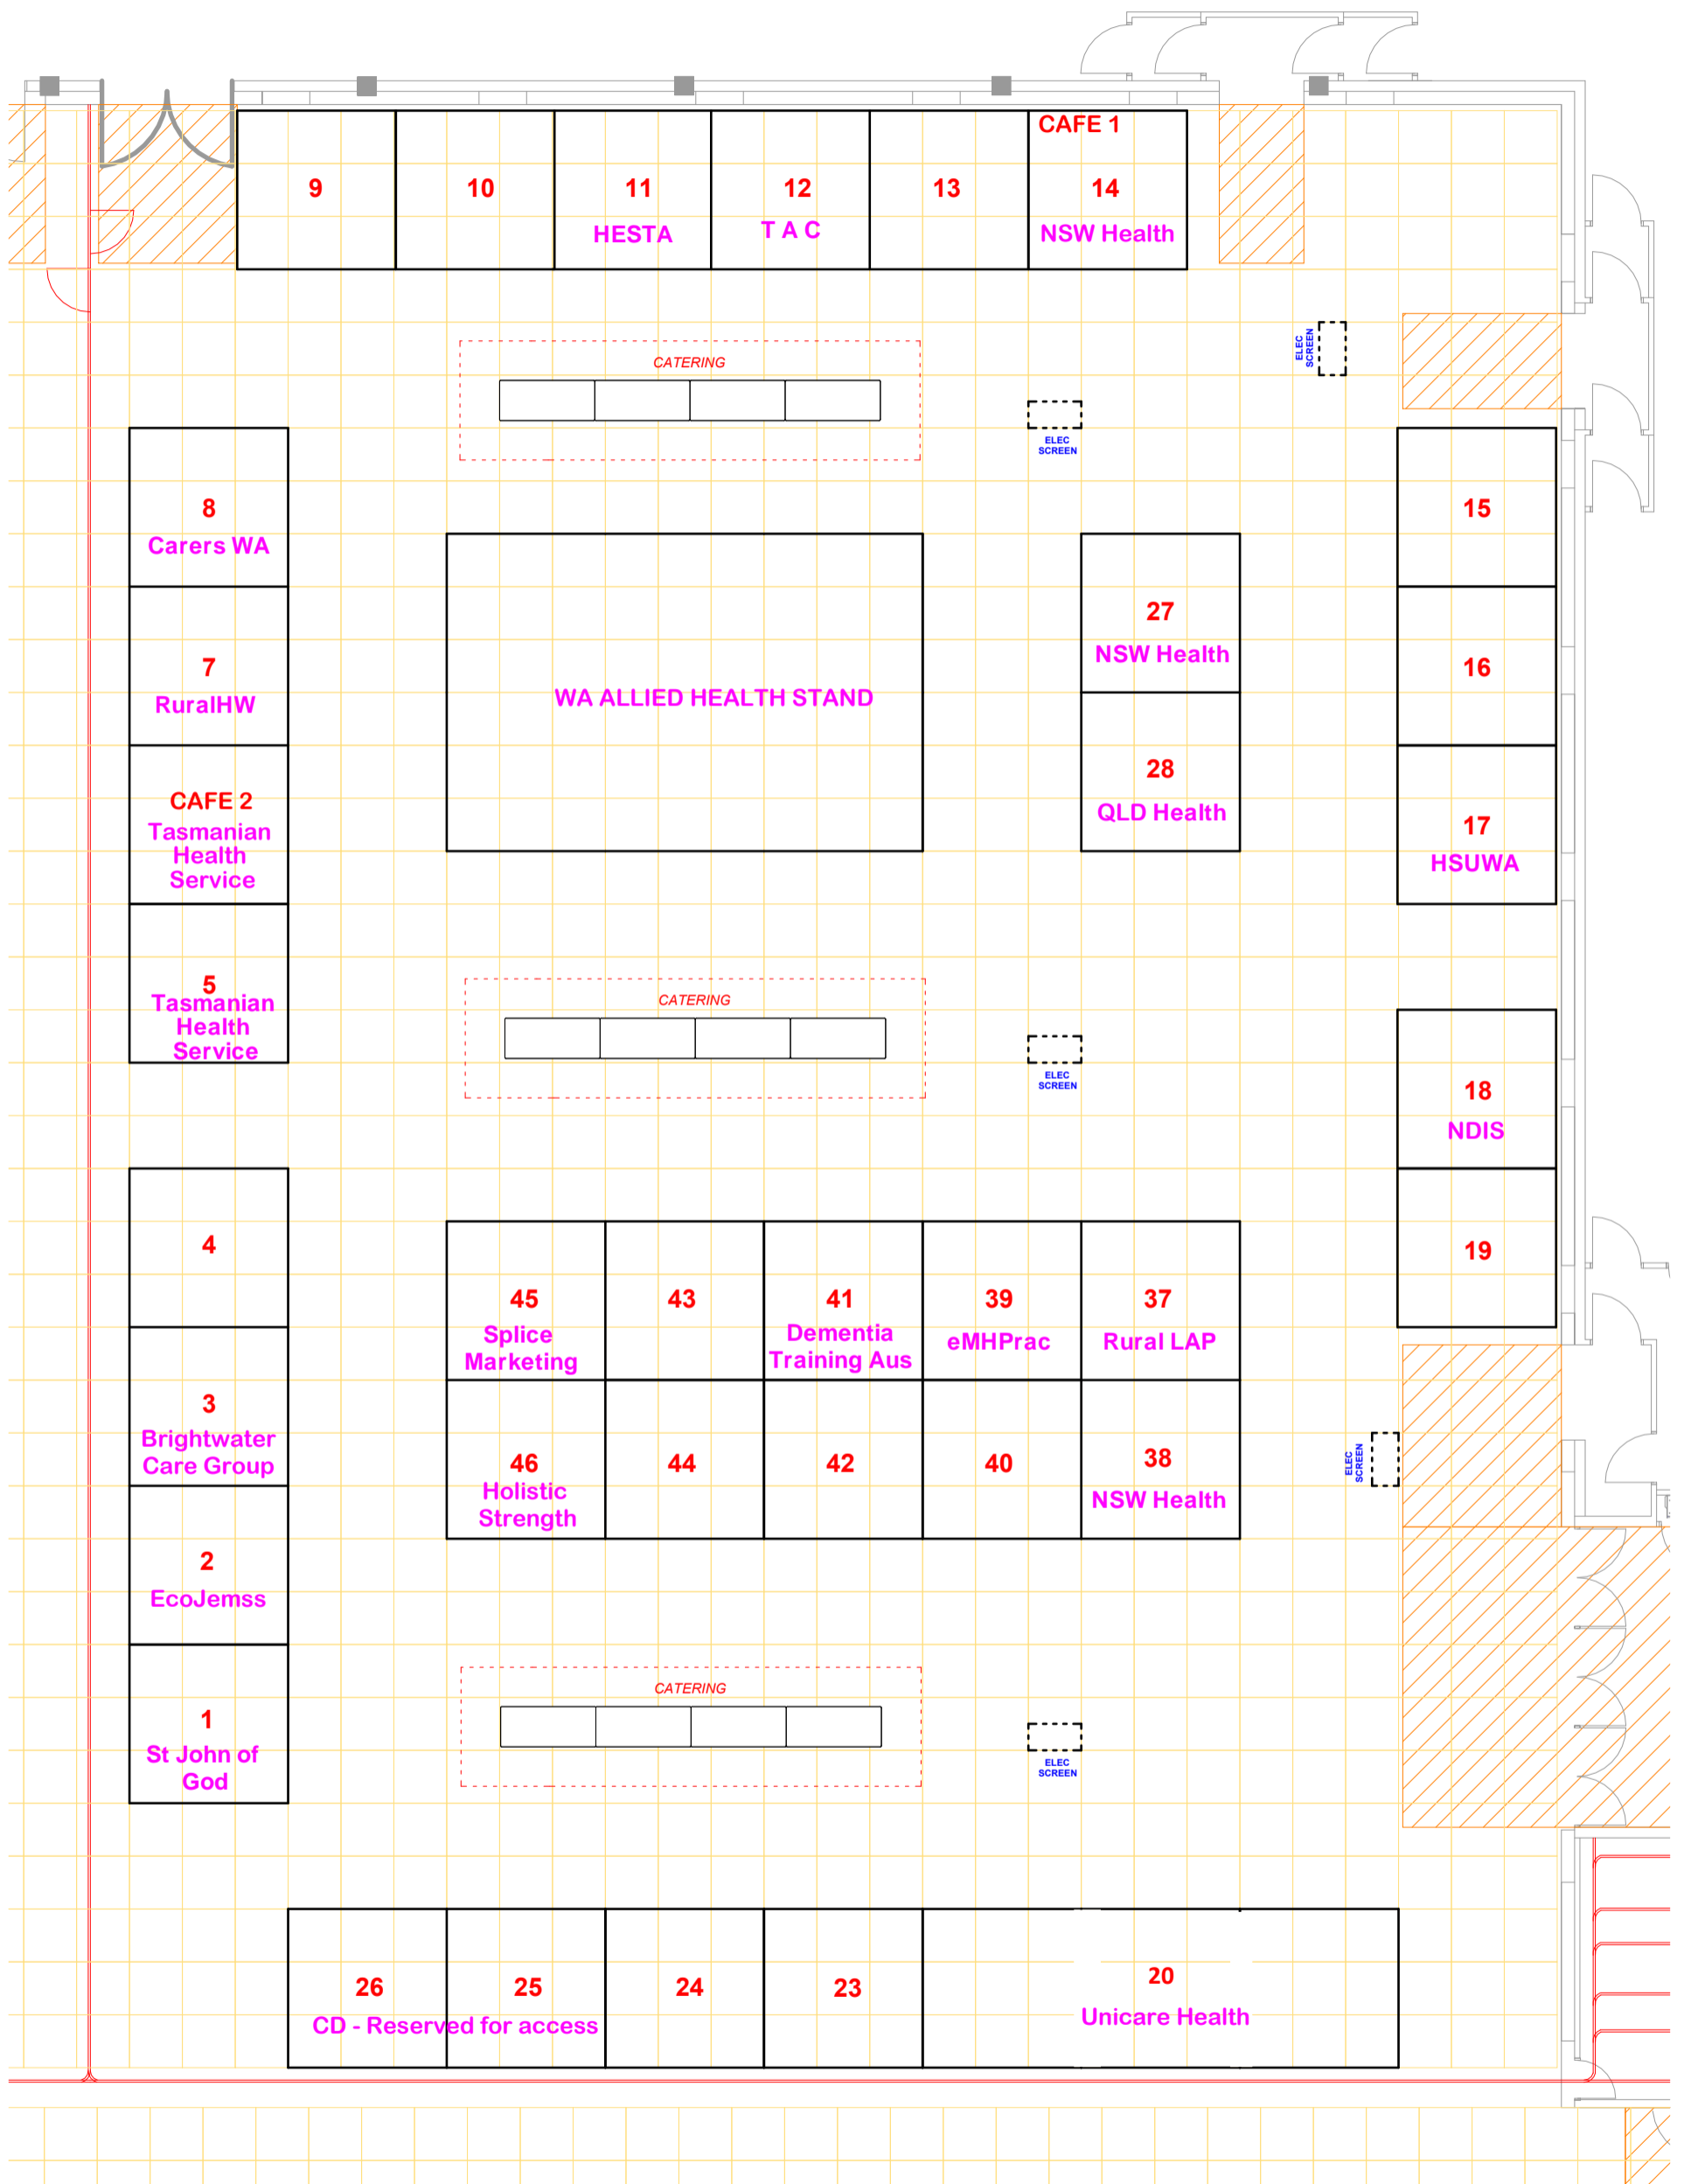 CAFE 1
9
10
11
HESTA
12
T A C
13
14
NSW Health
CATERING
ELEC
SCREEN
ELEC
SCREEN
8
Carers WA
15
27
NSW Health
7
RuralHW
WA ALLIED HEALTH STAND
16
28
QLD Health
CAFE 2
Tasmanian
Health
Service
17
HSUWA
5
Tasmanian
Health
Service
CATERING
ELEC
SCREEN
18
NDIS
4
19
45
Splice
Marketing
43
41
Dementia
Training Aus
39
eMHPrac
37
Rural LAP
3
Brightwater
Care Group
46
Holistic
Strength
44
42
40
38
NSW Health
ELEC
SCREEN
2
EcoJemss
1
St John of
God
CATERING
ELEC
SCREEN
26
25
CD - Reserved for access
24
23
20
Unicare Health